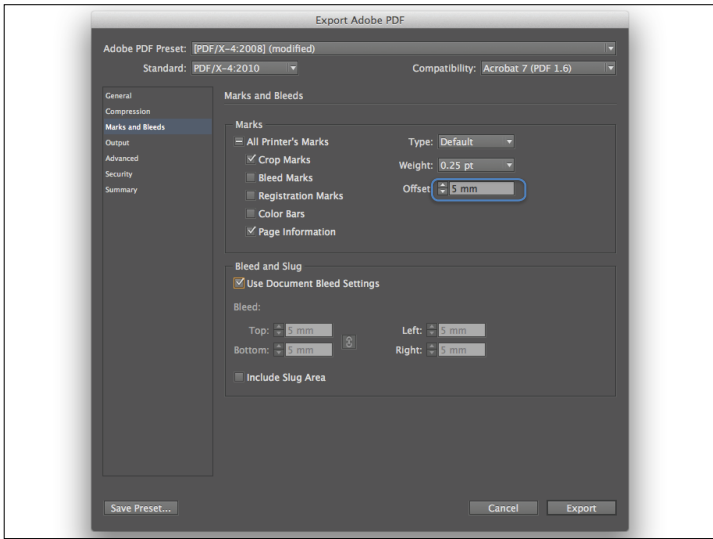 Export Adobe PDF
Adobe PDF Preset: [PDF/X-4:2008] (modified)
Standard: PDF/X-4:2010 Compatibility: Acrobat 7 (PDF 1.6)
General
Compression
Marks and Bleeds
Output
Advanced
Security
Summary
Marks and Bleeds
Marks
All Printer's Marks Type: Default
Crop Marks Weight: 0.25 pt
Bleed Marks Offset: 5 mm
Registration Marks
Color Bars
Page Information
Bleed and Slug
Use Document Bleed Settings
Bleed:
Top: 5 mm Left: 5 mm
Bottom: 5 mm Right: 5 mm
Include Slug Area
Save Preset... Cancel Export